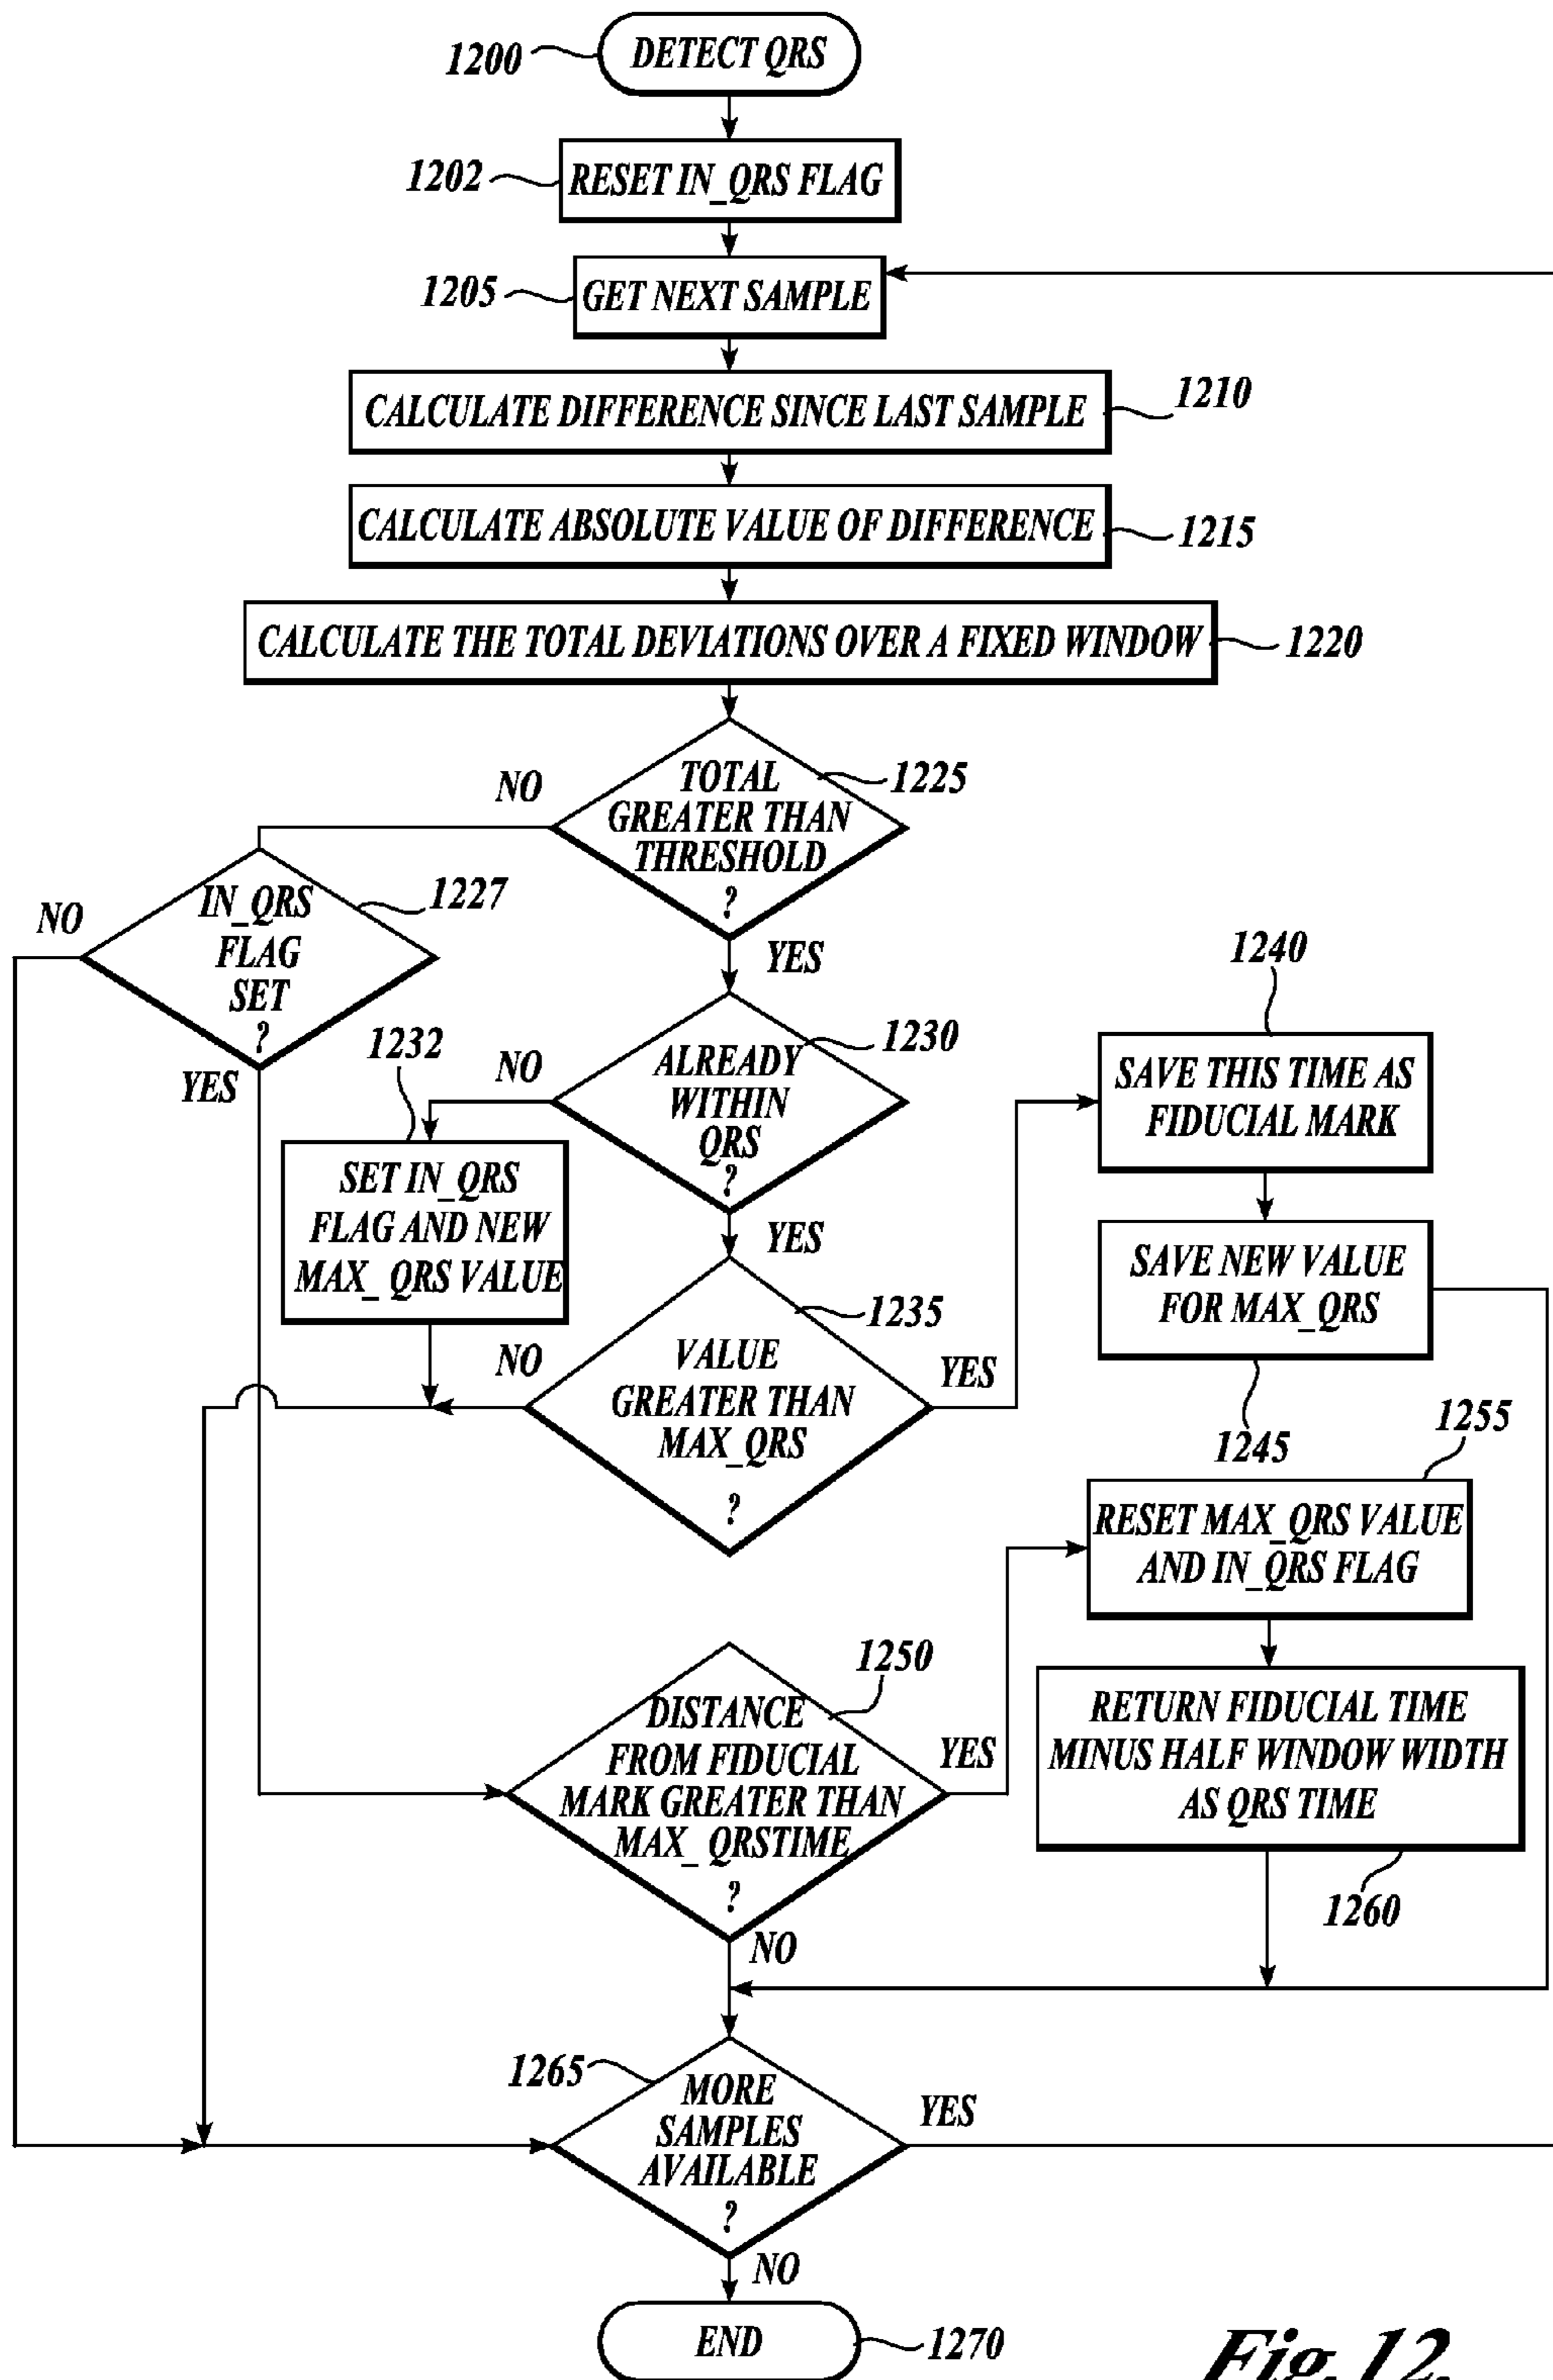 1200
DETECT QRS
1202
RESET IN_QRS FLAG
1205
GET NEXT SAMPLE
CALCULATE DIFFERENCE SINCE LAST SAMPLE
1210
CALCULATE ABSOLUTE VALUE OF DIFFERENCE
1215
CALCULATE THE TOTAL DEVIATIONS OVER A FIXED WINDOW
1220
NO
TOTAL
GREATER THAN
THRESHOLD
?
1225
YES
NO
IN_QRS
FLAG
SET
?
1227
YES
1232
NO
ALREADY
WITHIN
QRS
?
1230
YES
SET IN_QRS
FLAG AND NEW
MAX_ QRS VALUE
1240
SAVE THIS TIME AS
FIDUCIAL MARK
SAVE NEW VALUE
FOR MAX_QRS
1245
NO
VALUE
GREATER THAN
MAX_QRS
?
1235
YES
1255
RESET MAX_QRS VALUE
AND IN_QRS FLAG
1250
DISTANCE
FROM FIDUCIAL
MARK GREATER THAN
MAX_ QRSTIME
?
YES
NO
RETURN FIDUCIAL TIME
MINUS HALF WINDOW WIDTH
AS QRS TIME
1260
1265
MORE
SAMPLES
AVAILABLE
?
YES
NO
END
1270
Fig. 12.